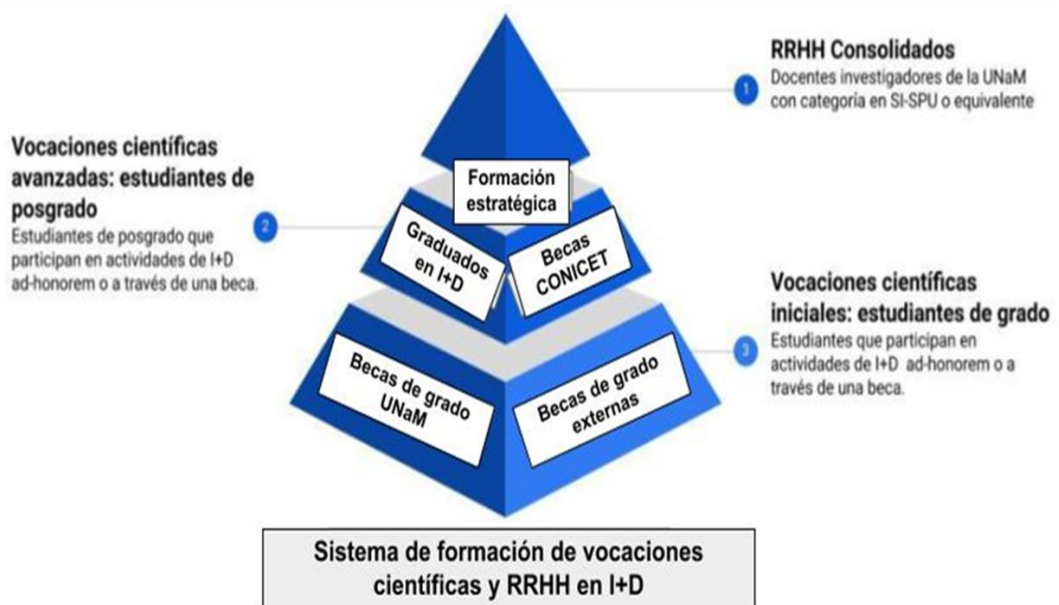 RRHH Consolidados
Docentes investigadores de la UNaM
con categoría en SI-SPU o equivalente
1
Vocaciones científicas
avanzadas: estudiantes de
posgrado
Estudiantes de posgrado que
participan en actividades de I+D
ad-honorem o a través de una beca.
2
Formación
estratégica
Graduados
en I+D
Becas
CONICET
Vocaciones científicas
iniciales: estudiantes de grado
Estudiantes que participan en
actividades de I+D ad-honorem o a
través de una beca.
3
Becas de grado
UNaM
Becas de grado
externas
Sistema de formación de vocaciones
científicas y RRHH en I+D